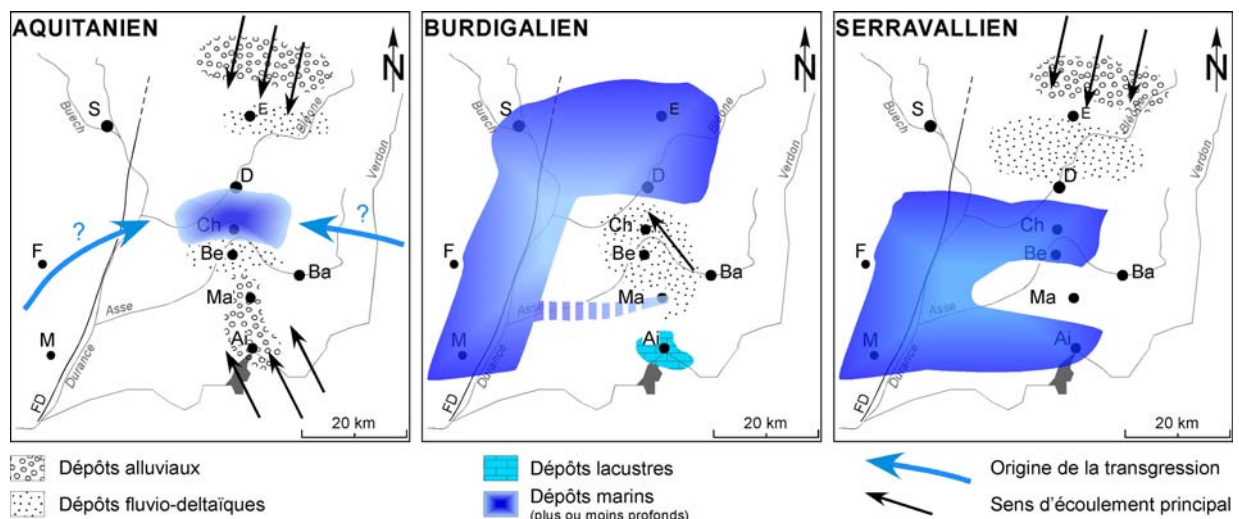 AQUITANIEN
N
S
Buech
E
Bléone
Verdon
D
?
?
Ch
F
Be
Ba
Ma
Asse
M
Ai
Durance
FD
20 km
BURDIGALIEN
N
S
Buech
E
Bléone
Verdon
D
Ch
F
Be
Ba
Ma
Asse
M
Ai
Durance
FD
20 km
SERRAVALLIEN
N
S
Buech
E
Bléone
Verdon
D
Ch
F
Be
Ba
Ma
Asse
M
Ai
Durance
FD
20 km
Dépôts alluviaux
Dépôts fluvio-deltaïques
Dépôts lacustres
Dépôts marins
(plus ou moins profonds)
Origine de la transgression
Sens d'écoulement principal